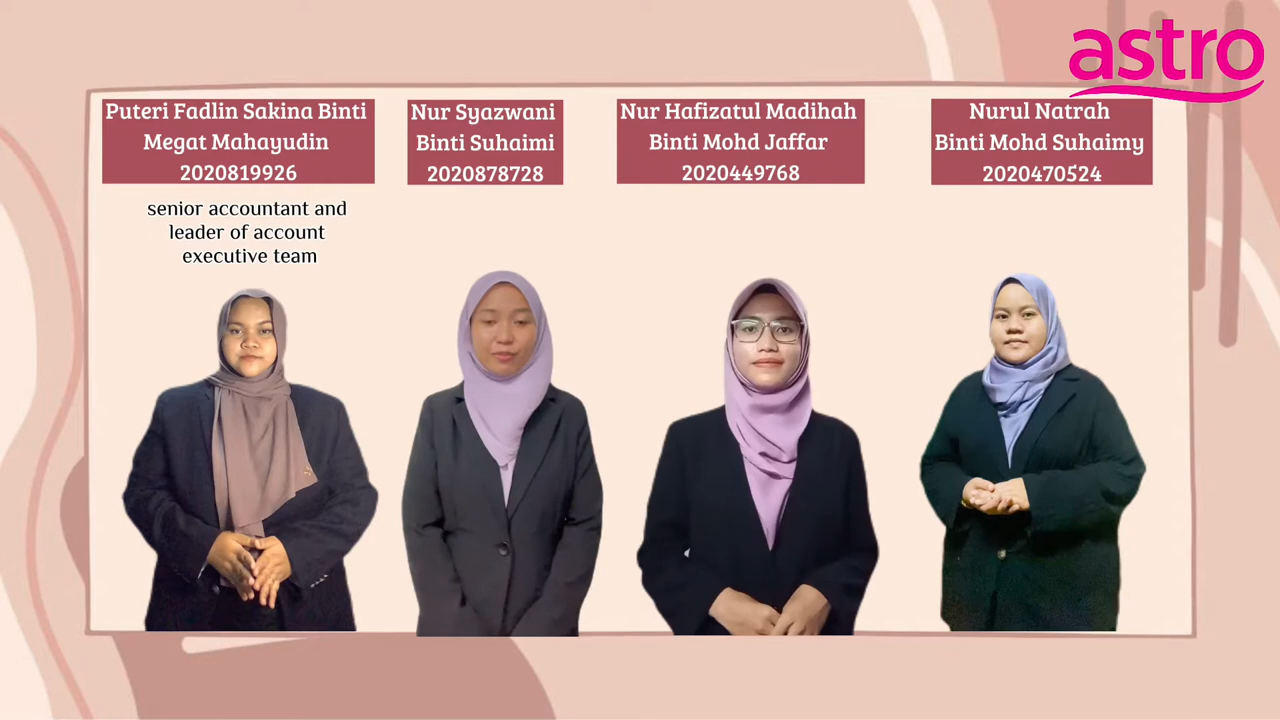 astro
Puteri Fadlin Sakina Binti
Megat Mahayudin
2020819926
senior accountant and
leader of account
executive team
Nur Syazwani
Binti Suhaimi
2020878728
Nur Hafizatul Madihah
Binti Mohd Jaffar
2020449768
Nurul Natrah
Binti Mohd Suhaimy
2020470524